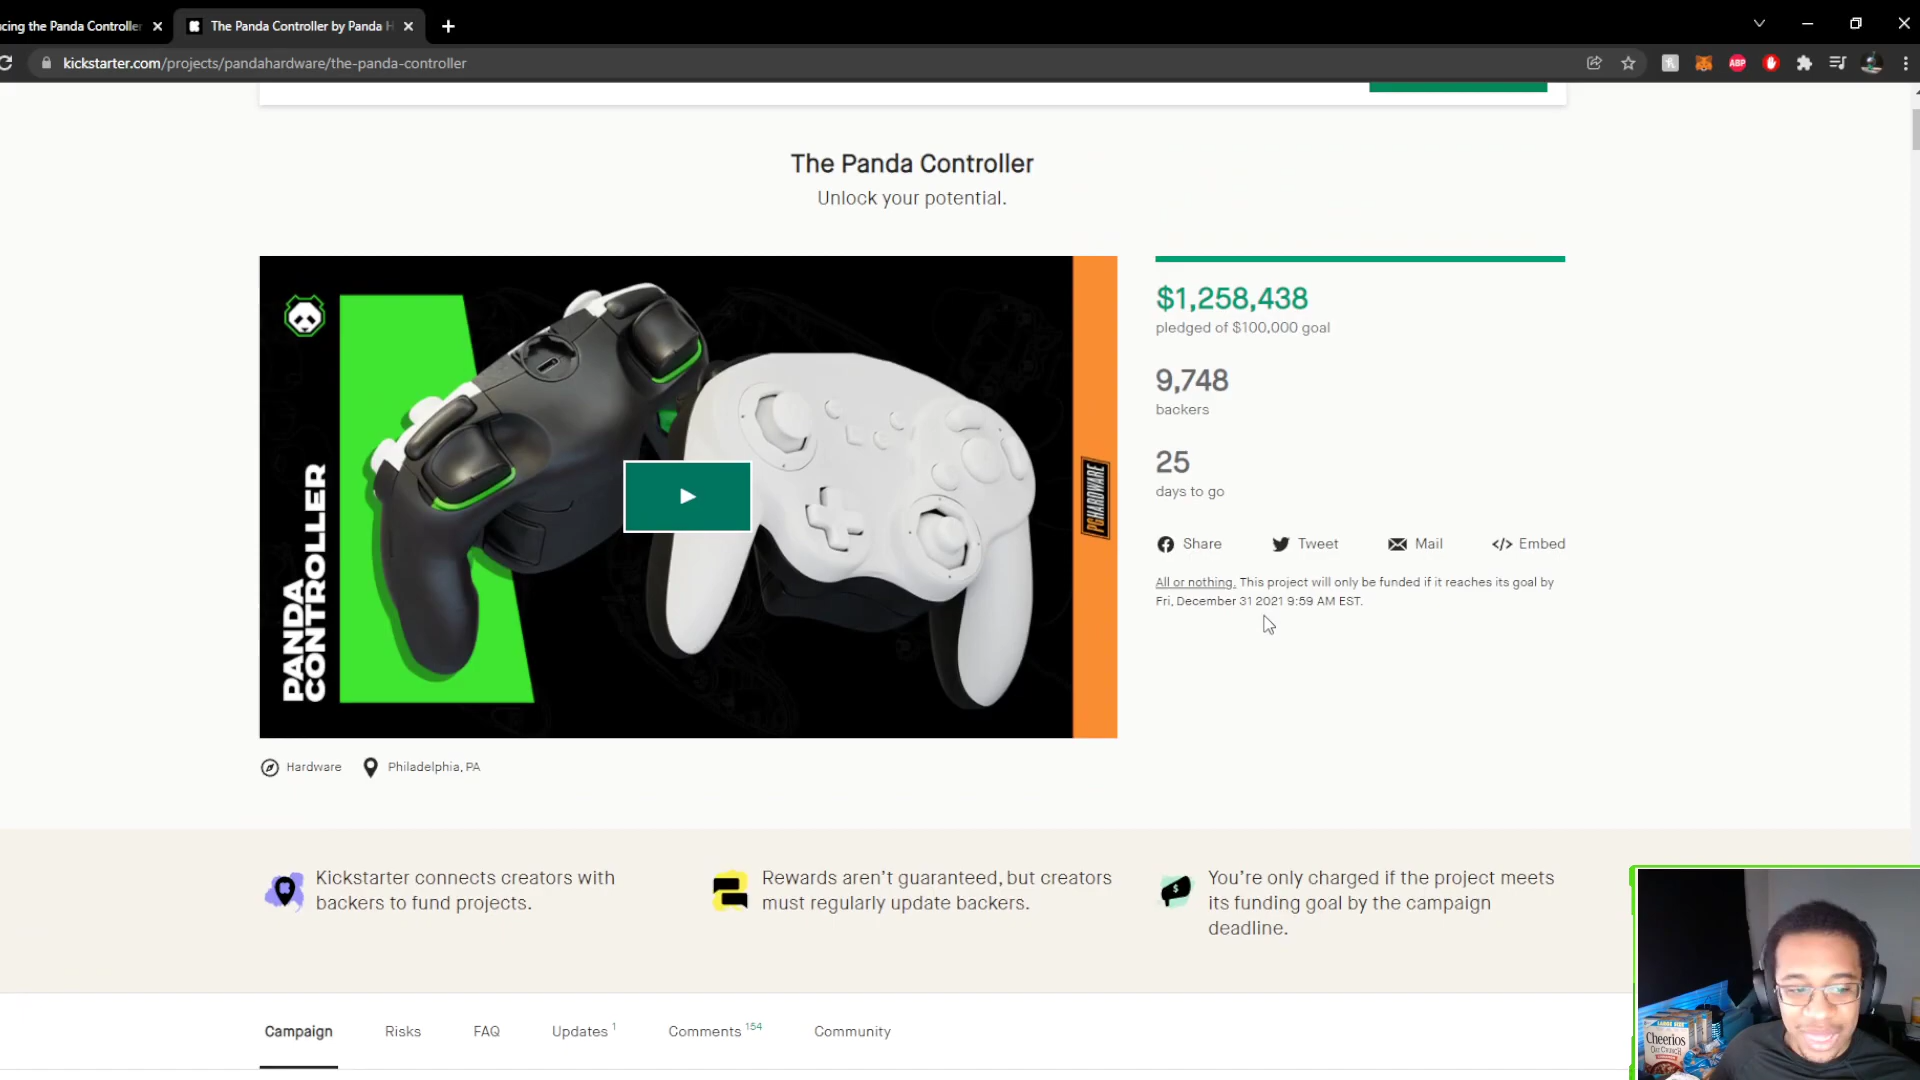 cing the Panda Controller
The Panda Controller by Panda H
kickstarter.com/projects/pandahardware/the-panda-controller
ABP
The Panda Controller
Unlock your potential.
PANDA
CONTROLLER
PGHARDWARE
$1,258,438
pledged of $100,000 goal
9,748
backers
25
days to go
Share Tweet Mail Embed
All or nothing. This project will only be funded if it reaches its goal by
Fri, December 31 2021 9:59 AM EST.
Hardware Philadelphia, PA
Kickstarter connects creators with
backers to fund projects.
Rewards aren't guaranteed, but creators
must regularly update backers.
You're only charged if the project meets
its funding goal by the campaign
deadline.
Campaign Risks FAQ Updates 1 Comments 154 Community
LARGE SIZE
Cheerios
OAT CRUNCH